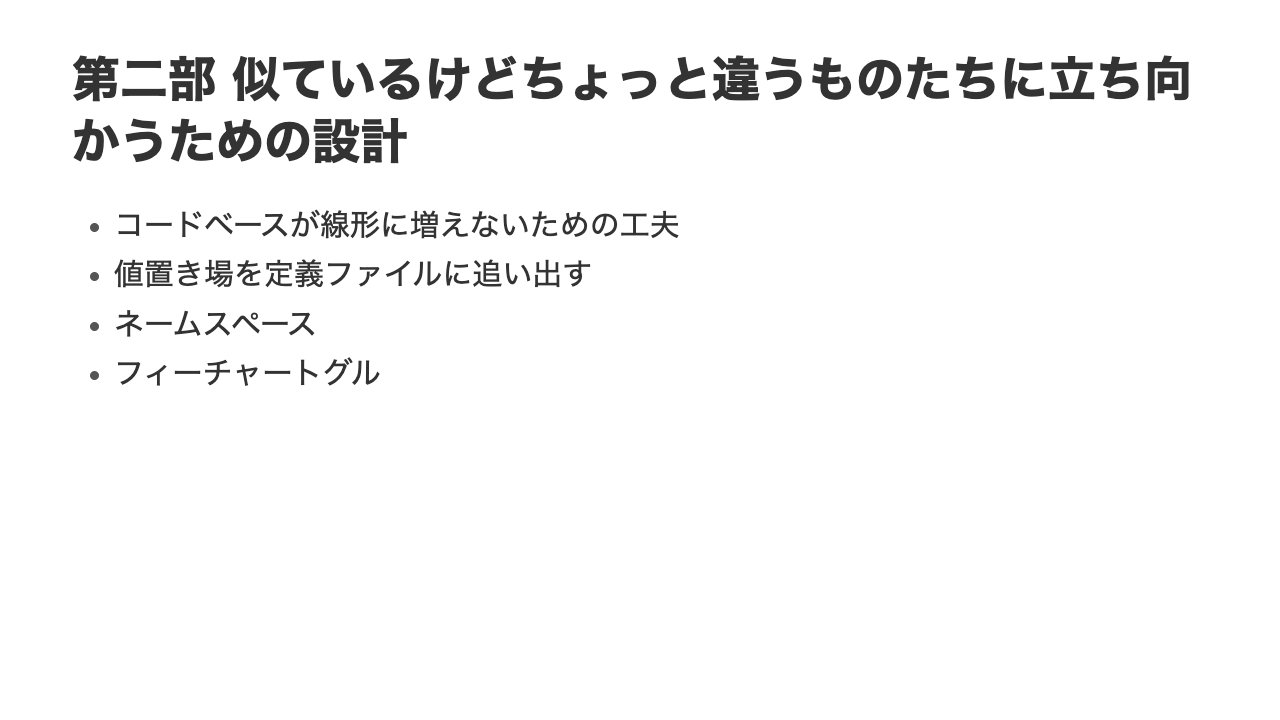 第二部 似ているけどちょっと違うものたちに立ち向
かうための設計
コードベースが線形に増えないための工夫
値置き場を定義ファイルに追い出す
ネームスペース
フィーチャートグル